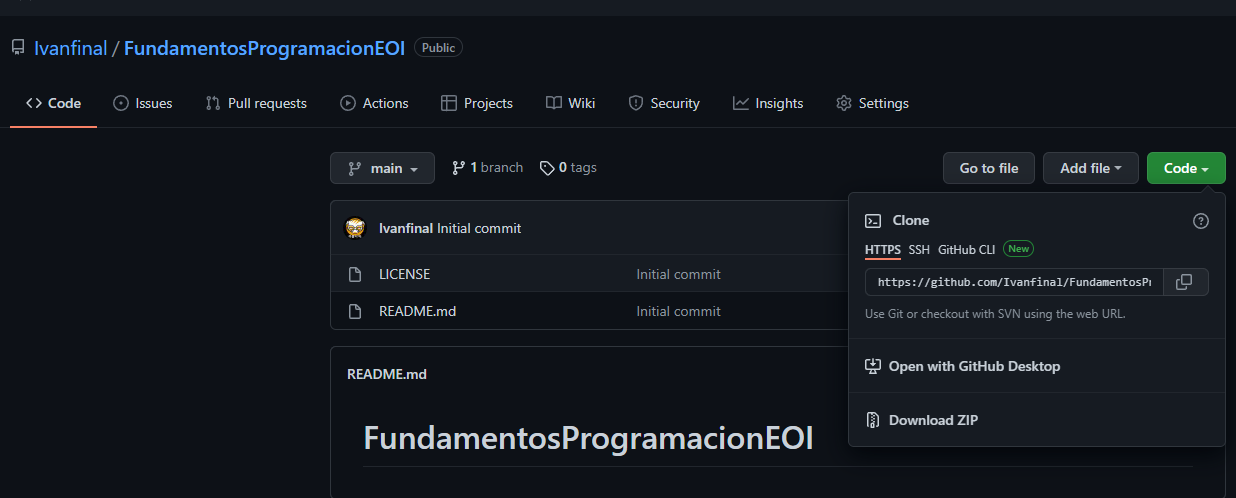 Ivanfinal / FundamentosProgramacionEOI Public
Code Issues Pull requests Actions Projects Wiki Security Insights Settings
main 1 branch 0 tags Go to file Add file Code
Ivanfinal Initial commit
LICENSE Initial commit
README.md Initial commit
Clone
HTTPS SSH GitHub CLI New
https://github.com/Ivanfinal/FundamentosPr
Use Git or checkout with SVN using the web URL.
Open with GitHub Desktop
Download ZIP
README.md
FundamentosProgramacionEOI